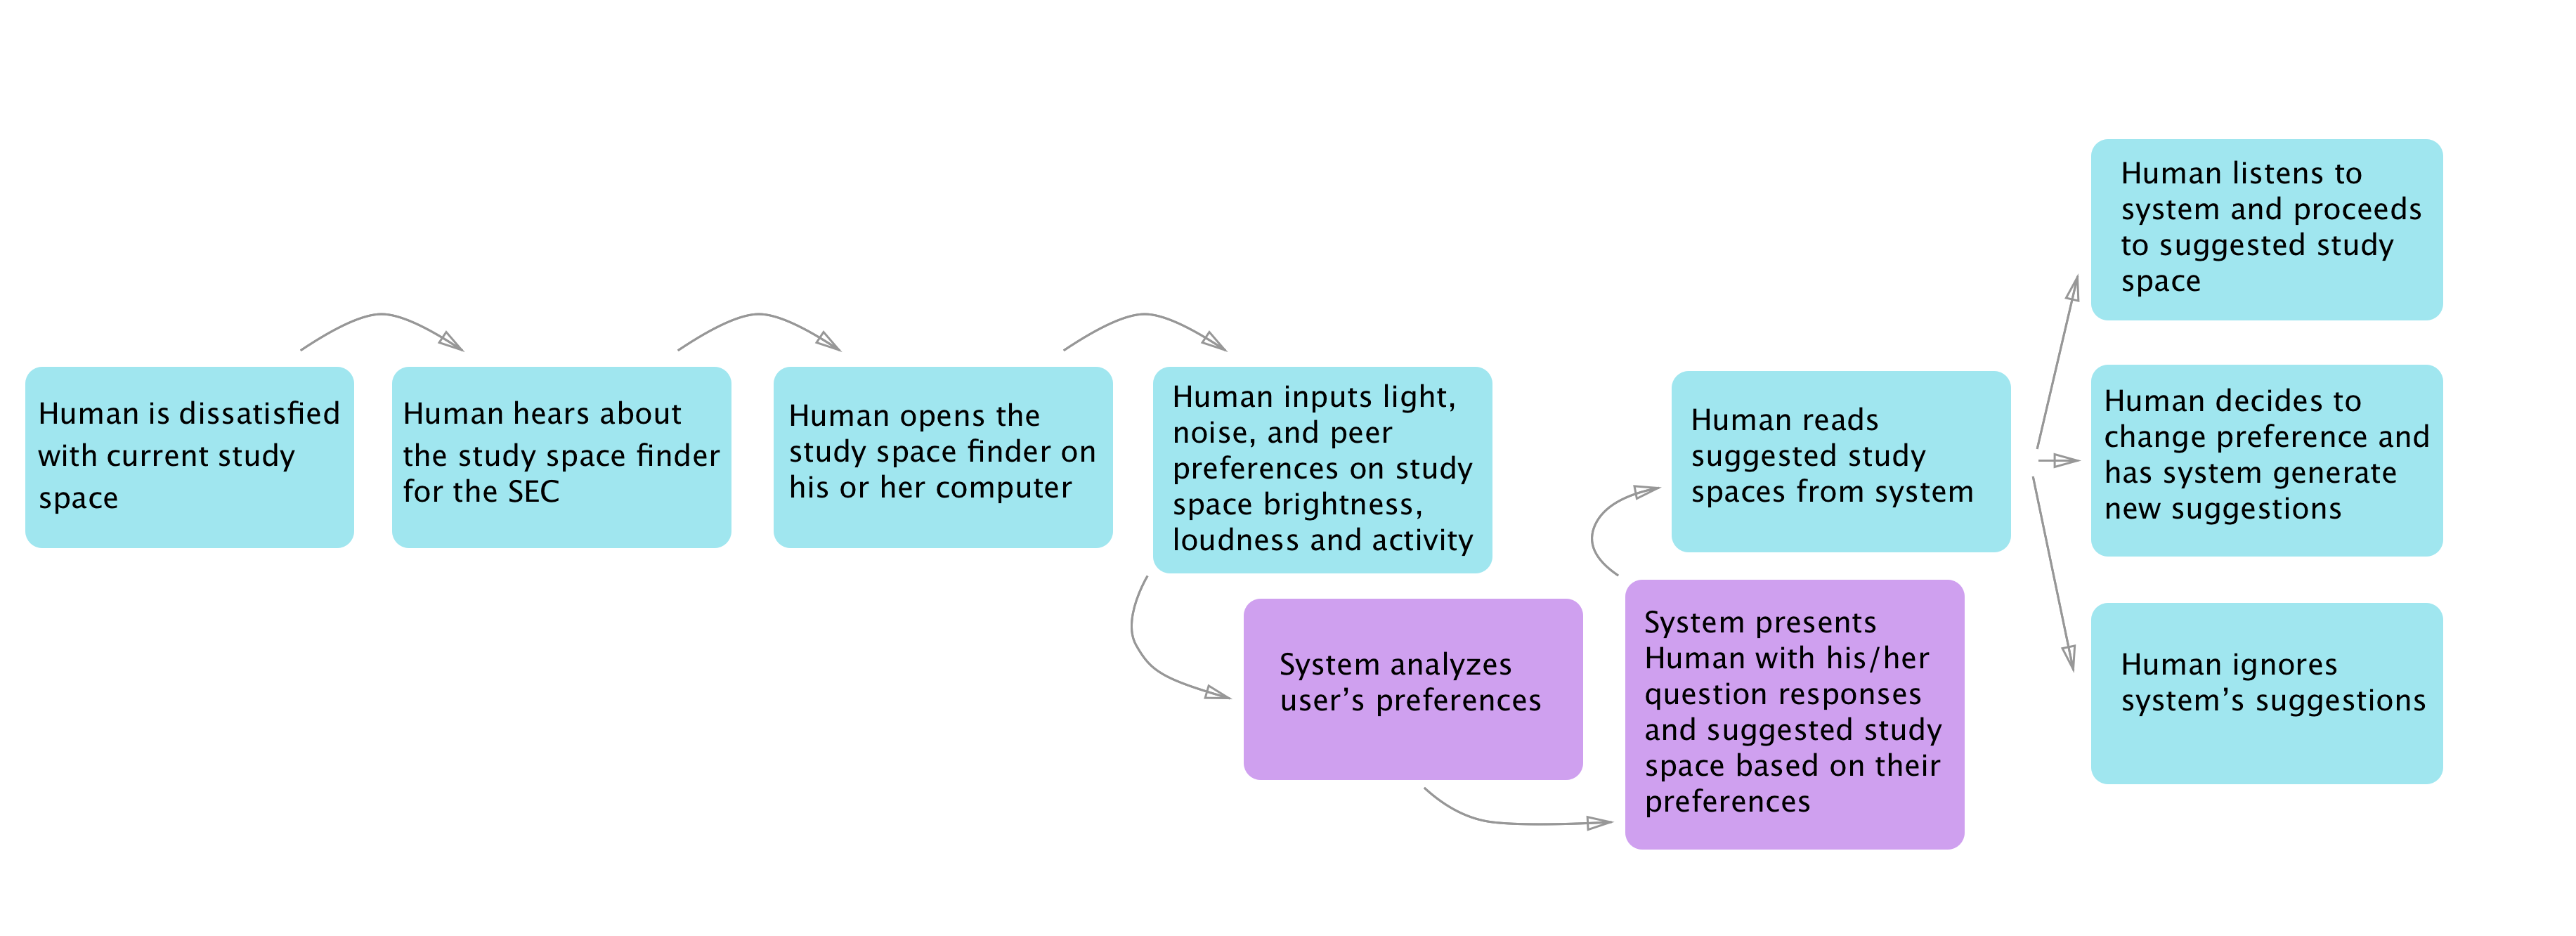 Human is dissatisfied
with current study
space
Human hears about
the study space finder
for the SEC
Human opens the
study space finder on
his or her computer
Human inputs light,
noise, and peer
preferences on study
space brightness,
loudness and activity
System analyzes
user’s preferences
System presents
Human with his/her
question responses
and suggested study
space based on their
preferences
Human reads
suggested study
spaces from system
Human listens to
system and proceeds
to suggested study
space
Human decides to
change preference and
has system generate
new suggestions
Human ignores
system’s suggestions